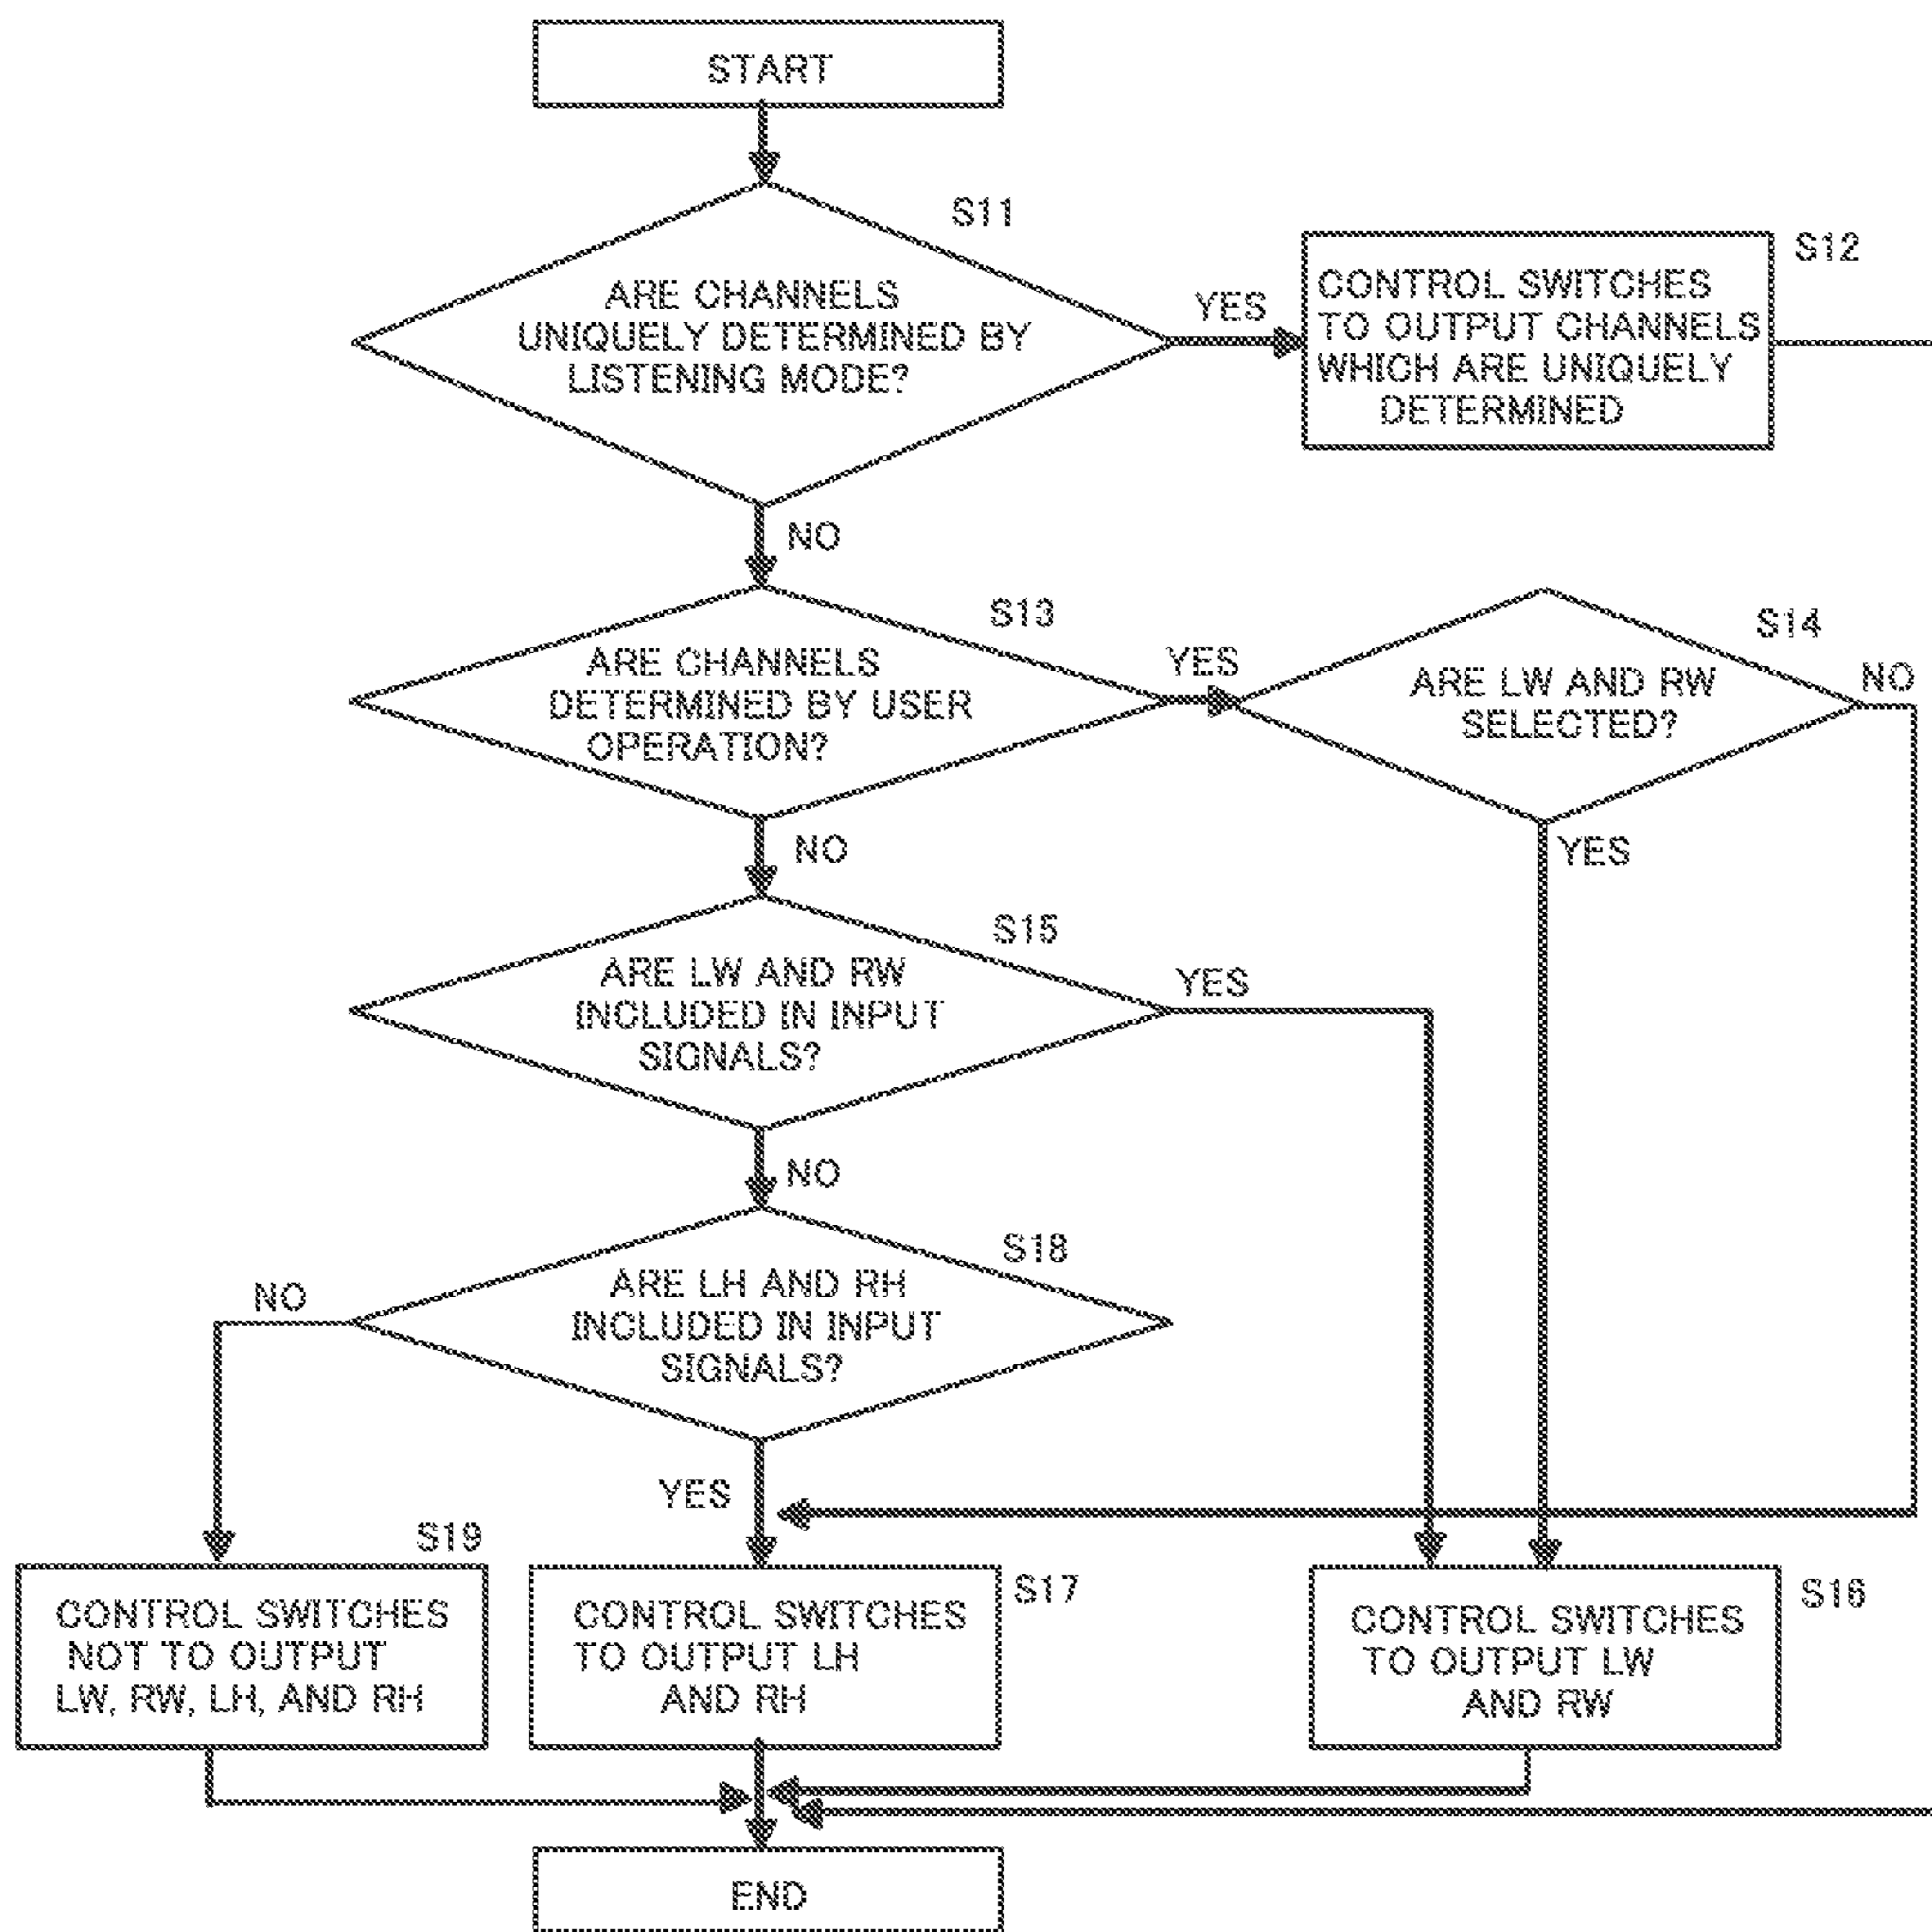 START
S11
ARE CHANNELS
UNIQUELY DETERMINED BY
LISTENING MODE?
YES
S12
CONTROL SWITCHES
TO OUTPUT CHANNELS
WHICH ARE UNIQUELY
DETERMINED
NO
S13
ARE CHANNELS
DETERMINED BY USER
OPERATION?
YES
S14
ARE LW AND RW
SELECTED?
NO
YES
NO
S15
ARE LW AND RW
INCLUDED IN INPUT
SIGNALS?
YES
NO
S18
ARE LH AND RH
INCLUDED IN INPUT
SIGNALS?
NO
YES
S19
CONTROL SWITCHES
NOT TO OUTPUT
LW, RW, LH, AND RH
S17
CONTROL SWITCHES
TO OUTPUT LH
AND RH
S16
CONTROL SWITCHES
TO OUTPUT LW
AND RW
END